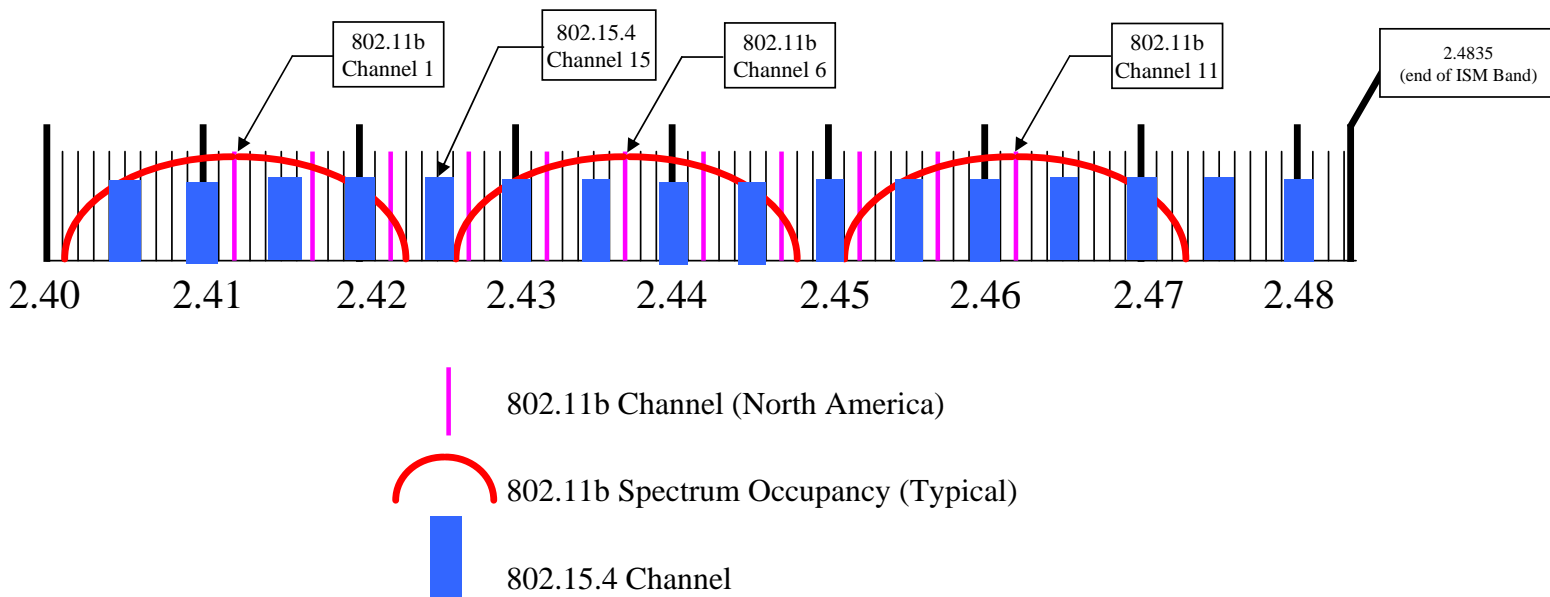 802.11b
Channel 1
802.15.4
Channel 15
802.11b
Channel 6
802.11b
Channel 11
2.4835
(end of ISM Band)
2.40 2.41 2.42 2.43 2.44 2.45 2.46 2.47 2.48
802.11b Channel (North America)
802.11b Spectrum Occupancy (Typical)
802.15.4 Channel